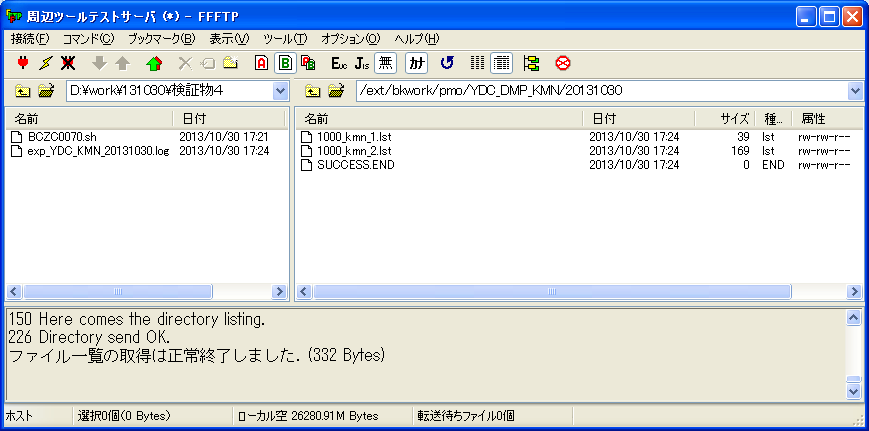 周辺ツールテストサーバ (*) - FFFTP
接続(F) コマンド(C) ブックマーク(B) 表示(V) ツール(T) オプション(O) ヘルプ(H)
A B EUC JIS 無 カナ
D:¥work¥131030¥検証物4 /ext/bkwork/pmo/YDC_DMP_KMN/20131030
名前 日付 名前 日付 サイズ 種... 属性
BCZC0070.sh 2013/10/30 17:21 1000_kmn_1.lst 2013/10/30 17:24 39 lst rw-rw-r--
exp_YDC_KMN_20131030.log 2013/10/30 17:24 1000_kmn_2.lst 2013/10/30 17:24 169 lst rw-rw-r--
SUCCESS.END 2013/10/30 17:24 0 END rw-rw-r--
150 Here comes the directory listing.
226 Directory send OK.
ファイル一覧の取得は正常終了しました. (332 Bytes)
ホスト 選択0個(0 Bytes) ローカル空 26280.91M Bytes 転送待ちファイル0個